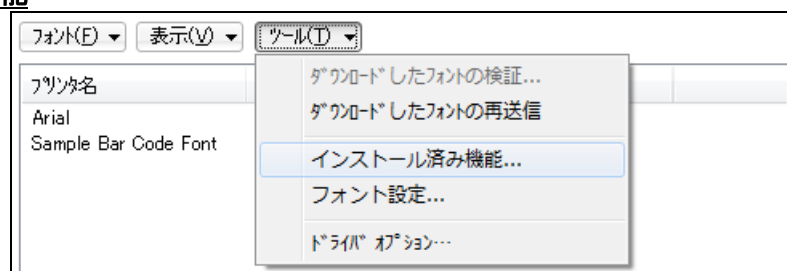 ﾌｫﾝﾄ(F) ▼ 表示(V) ▼ ﾂｰﾙ(T) ▼
ﾌﾟﾘﾝﾀ名
Arial
Sample Bar Code Font
ﾀﾞｳﾝﾛｰﾄﾞしたﾌｫﾝﾄの検証...
ﾀﾞｳﾝﾛｰﾄﾞしたﾌｫﾝﾄの再送信
インストール済み機能...
フォント設定...
ﾄﾞﾗｲﾊﾞ ｵﾌﾟｼｮﾝ…